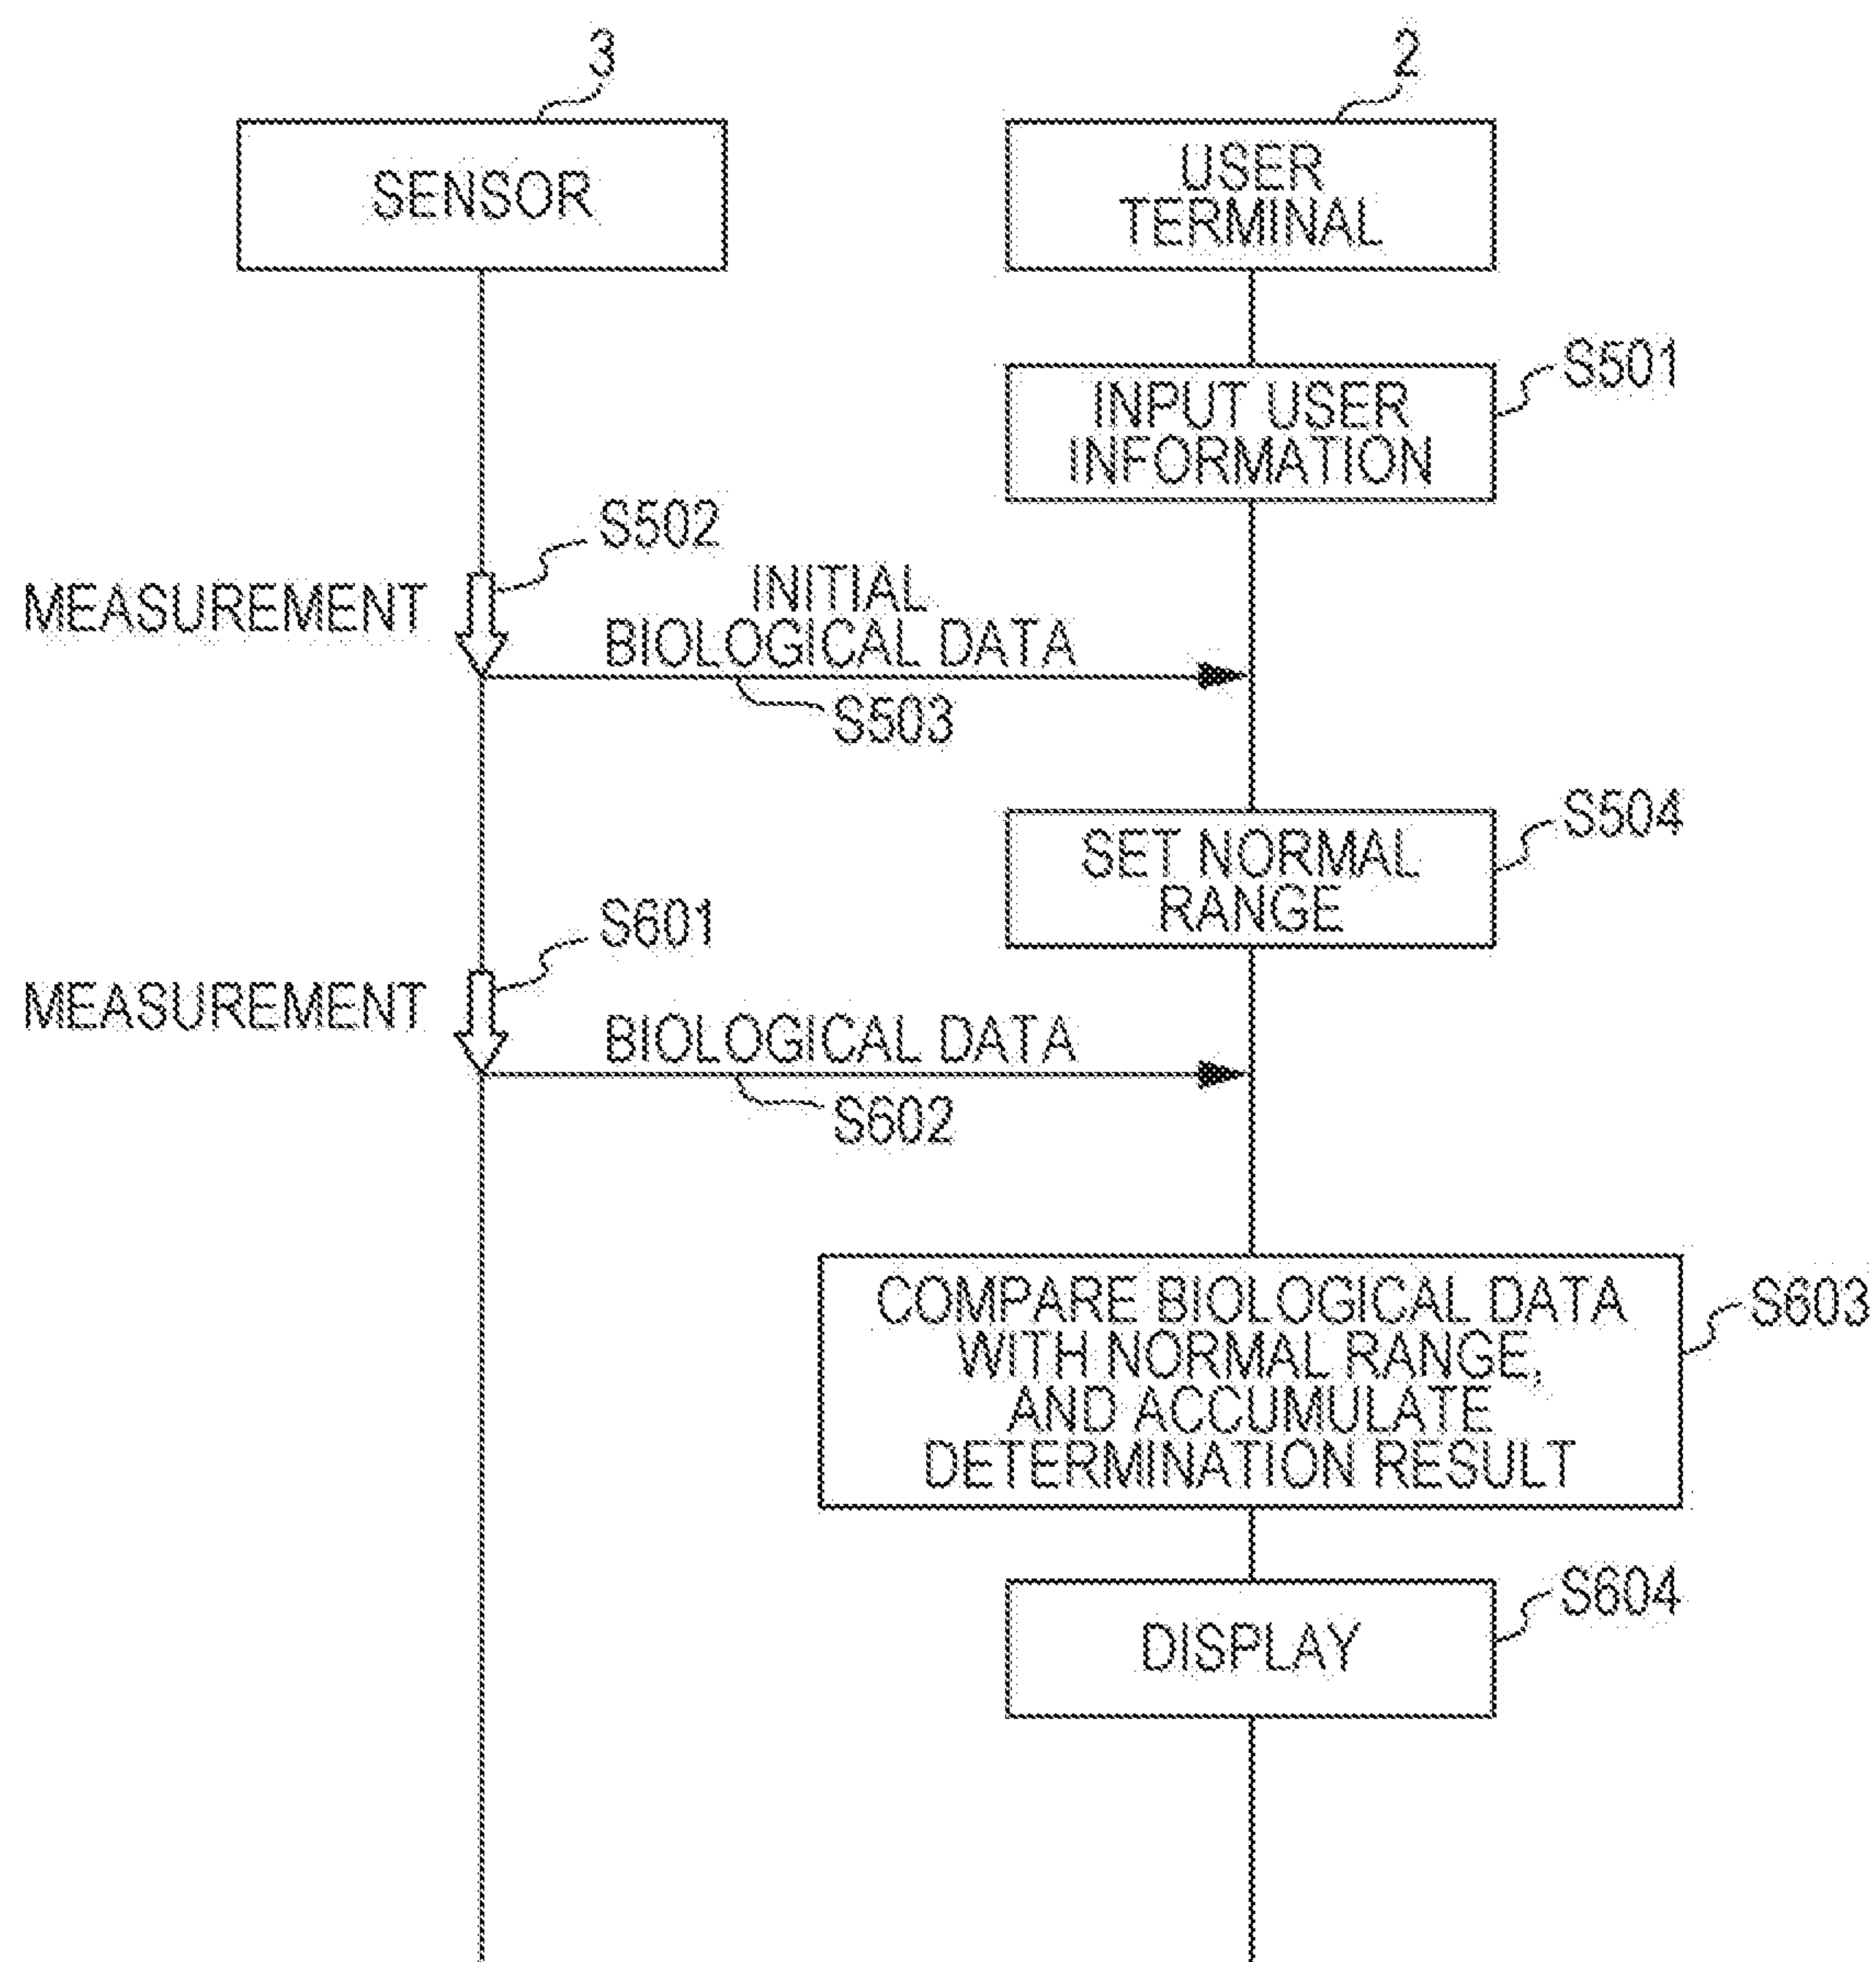 3
2
SENSOR
USER
TERMINAL
S501
INPUT USER
INFORMATION
S502
MEASUREMENT
INITIAL
BIOLOGICAL DATA
S503
S504
SET NORMAL
RANGE
S601
MEASUREMENT
BIOLOGICAL DATA
S602
COMPARE BIOLOGICAL DATA
WITH NORMAL RANGE,
AND ACCUMULATE
DETERMINATION RESULT
S603
S604
DISPLAY